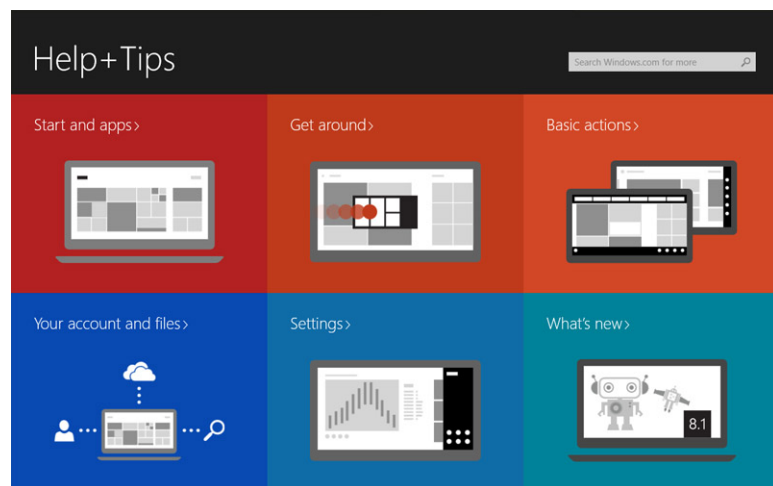 Help+Tips
Search Windows.com for more
Start and apps>
Get around>
Basic actions>
Your account and files>
Settings>
What's new>
8.1